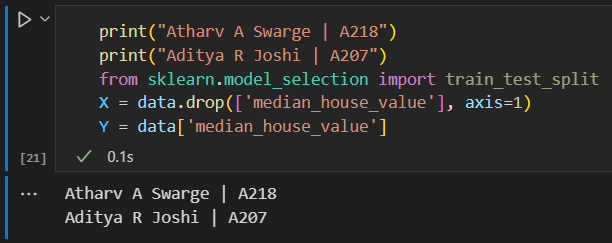 print("Atharv A Swarge | A218")
print("Aditya R Joshi | A207")
from sklearn.model_selection import train_test_split
X = data.drop(['median_house_value'], axis=1)
Y = data['median_house_value']
[21]
0.1s
...
Atharv A Swarge | A218
Aditya R Joshi | A207